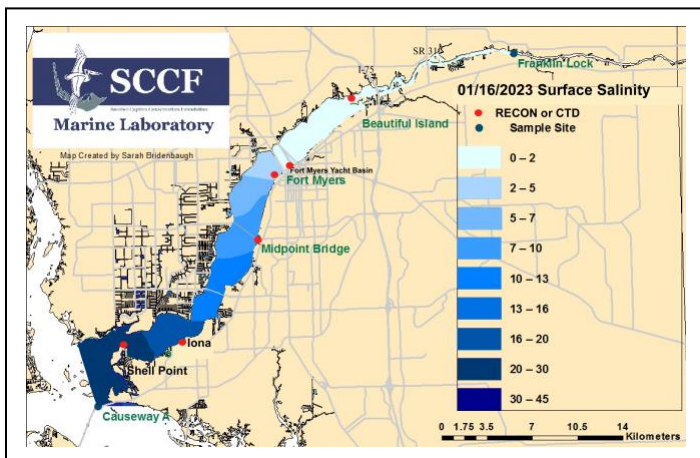 SCCF
Sanibel-Captiva Conservation Foundation
Marine Laboratory
Map Created by Sarah Bridenbaugh
SR 31
I-75
Franklin Lock
Beautiful Island
Fort Myers Yacht Basin
Fort Myers
Midpoint Bridge
Iona
Shell Point
Causeway A
01/16/2023 Surface Salinity
RECON or CTD
Sample Site
0 – 2
2 – 5
5 – 7
7 – 10
10 – 13
13 – 16
16 – 20
20 – 30
30 – 45
0 1.75 3.5 7 10.5 14
Kilometers